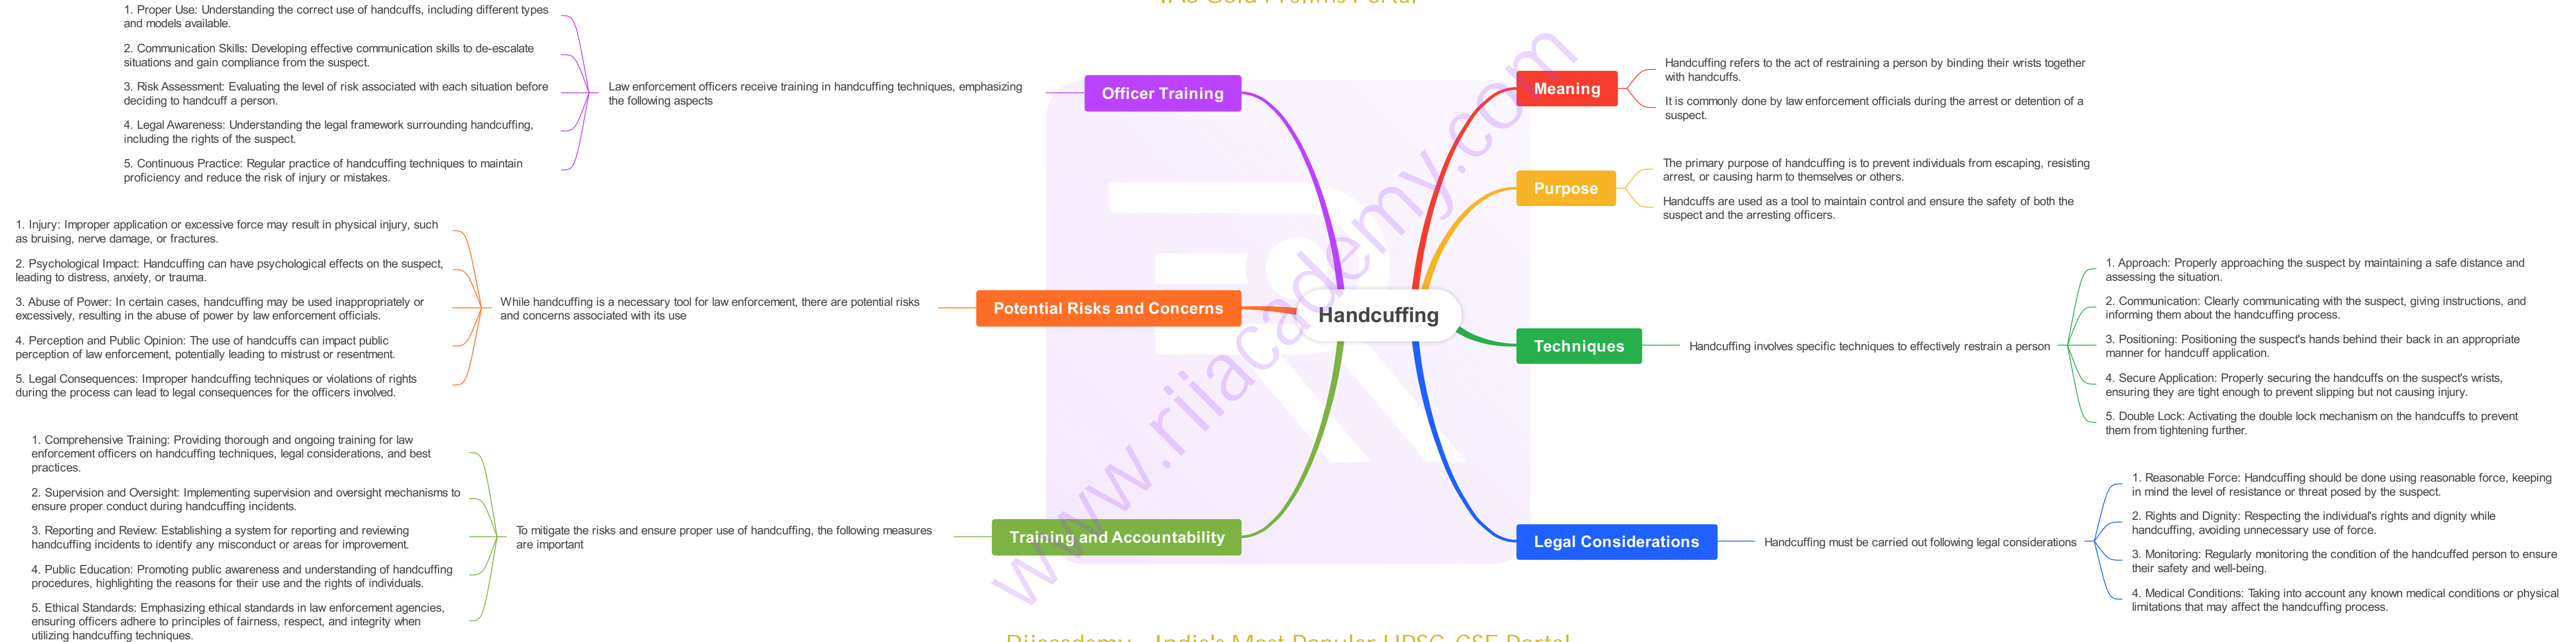 IAS Gold Prelims Portal
Handcuffing
Meaning
Handcuffing refers to the act of restraining a person by binding their wrists together
with handcuffs.
It is commonly done by law enforcement officials during the arrest or detention of a
suspect.
Purpose
The primary purpose of handcuffing is to prevent individuals from escaping, resisting
arrest, or causing harm to themselves or others.
Handcuffs are used as a tool to maintain control and ensure the safety of both the
suspect and the arresting officers.
Techniques
Handcuffing involves specific techniques to effectively restrain a person
1. Approach: Properly approaching the suspect by maintaining a safe distance and
assessing the situation.
2. Communication: Clearly communicating with the suspect, giving instructions, and
informing them about the handcuffing process.
3. Positioning: Positioning the suspect's hands behind their back in an appropriate
manner for handcuff application.
4. Secure Application: Properly securing the handcuffs on the suspect's wrists,
ensuring they are tight enough to prevent slipping but not causing injury.
5. Double Lock: Activating the double lock mechanism on the handcuffs to prevent
them from tightening further.
Legal Considerations
Handcuffing must be carried out following legal considerations
1. Reasonable Force: Handcuffing should be done using reasonable force, keeping
in mind the level of resistance or threat posed by the suspect.
2. Rights and Dignity: Respecting the individual's rights and dignity while
handcuffing, avoiding unnecessary use of force.
3. Monitoring: Regularly monitoring the condition of the handcuffed person to ensure
their safety and well-being.
4. Medical Conditions: Taking into account any known medical conditions or physical
limitations that may affect the handcuffing process.
Officer Training
Law enforcement officers receive training in handcuffing techniques, emphasizing
the following aspects
1. Proper Use: Understanding the correct use of handcuffs, including different types
and models available.
2. Communication Skills: Developing effective communication skills to de-escalate
situations and gain compliance from the suspect.
3. Risk Assessment: Evaluating the level of risk associated with each situation before
deciding to handcuff a person.
4. Legal Awareness: Understanding the legal framework surrounding handcuffing,
including the rights of the suspect.
5. Continuous Practice: Regular practice of handcuffing techniques to maintain
proficiency and reduce the risk of injury or mistakes.
Potential Risks and Concerns
While handcuffing is a necessary tool for law enforcement, there are potential risks
and concerns associated with its use
1. Injury: Improper application or excessive force may result in physical injury, such
as bruising, nerve damage, or fractures.
2. Psychological Impact: Handcuffing can have psychological effects on the suspect,
leading to distress, anxiety, or trauma.
3. Abuse of Power: In certain cases, handcuffing may be used inappropriately or
excessively, resulting in the abuse of power by law enforcement officials.
4. Perception and Public Opinion: The use of handcuffs can impact public
perception of law enforcement, potentially leading to mistrust or resentment.
5. Legal Consequences: Improper handcuffing techniques or violations of rights
during the process can lead to legal consequences for the officers involved.
Training and Accountability
To mitigate the risks and ensure proper use of handcuffing, the following measures
are important
1. Comprehensive Training: Providing thorough and ongoing training for law
enforcement officers on handcuffing techniques, legal considerations, and best
practices.
2. Supervision and Oversight: Implementing supervision and oversight mechanisms to
ensure proper conduct during handcuffing incidents.
3. Reporting and Review: Establishing a system for reporting and reviewing
handcuffing incidents to identify any misconduct or areas for improvement.
4. Public Education: Promoting public awareness and understanding of handcuffing
procedures, highlighting the reasons for their use and the rights of individuals.
5. Ethical Standards: Emphasizing ethical standards in law enforcement agencies,
ensuring officers adhere to principles of fairness, respect, and integrity when
utilizing handcuffing techniques.
www.rijiacademy.com
Rijiacademy - India's Most Popular UPSC-CSE Portal